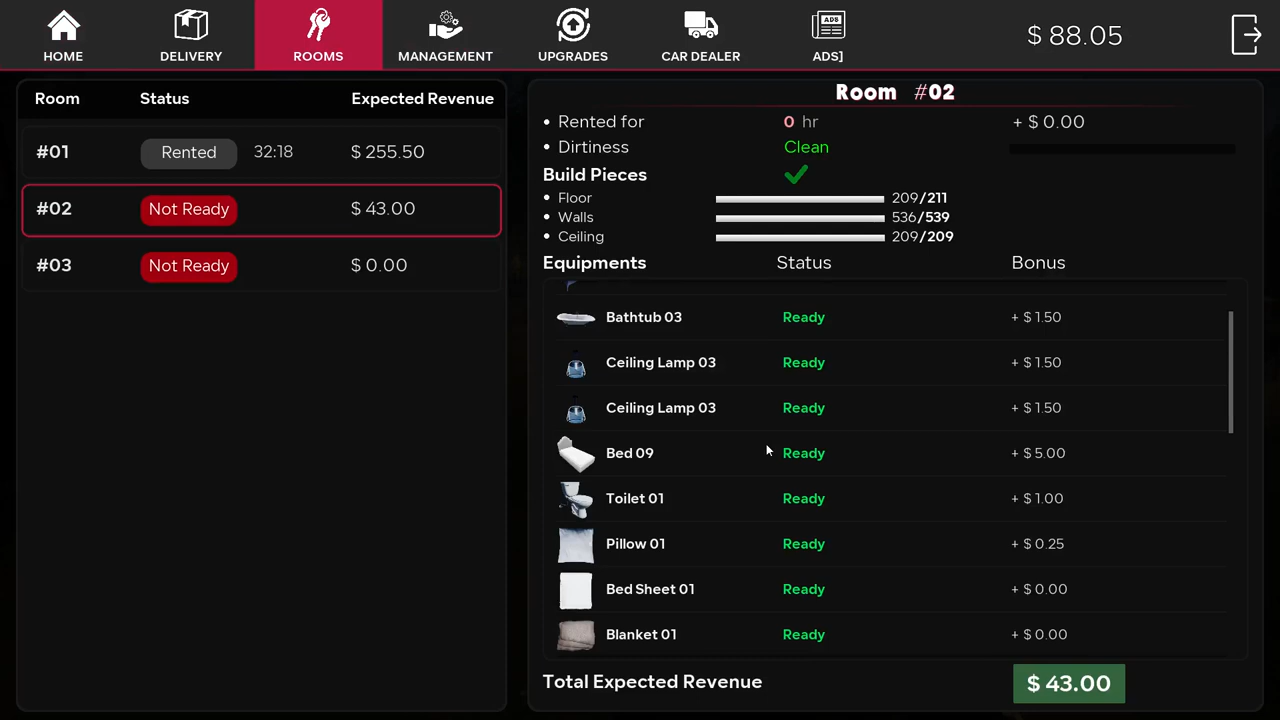 HOME DELIVERY ROOMS MANAGEMENT UPGRADES CAR DEALER ADS] $ 88.05
ADS
Room Status Expected Revenue
#01 Rented 32:18 $ 255.50
#02 Not Ready $ 43.00
#03 Not Ready $ 0.00
Room #02
Rented for 0 hr + $ 0.00
Dirtiness Clean
Build Pieces
Floor 209/211
Walls 536/539
Ceiling 209/209
Equipments Status Bonus
Bathtub 03 Ready + $ 1.50
Ceiling Lamp 03 Ready + $ 1.50
Ceiling Lamp 03 Ready + $ 1.50
Bed 09 Ready + $ 5.00
Toilet 01 Ready + $ 1.00
Pillow 01 Ready + $ 0.25
Bed Sheet 01 Ready + $ 0.00
Blanket 01 Ready + $ 0.00
Total Expected Revenue $ 43.00